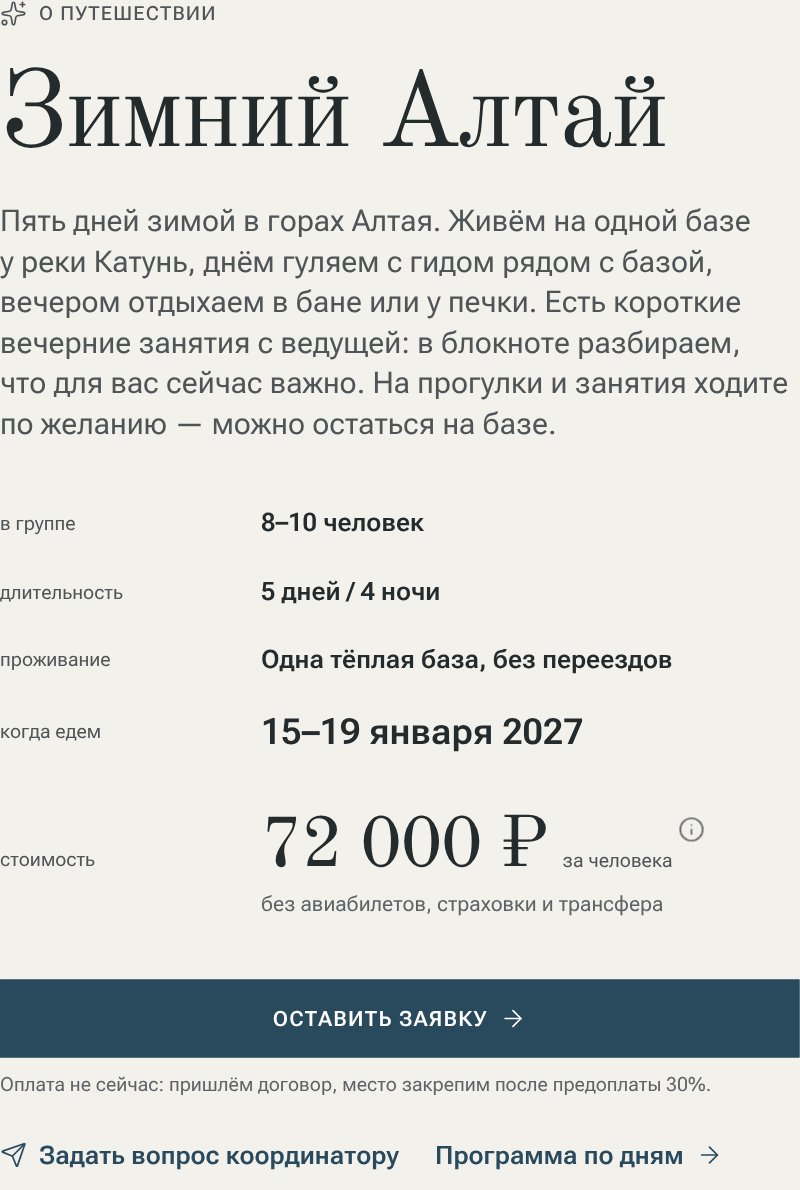 О ПУТЕШЕСТВИИ
Зимний Алтай
Пять дней зимой в горах Алтая. Живём на одной базе
у реки Катунь, днём гуляем с гидом рядом с базой,
вечером отдыхаем в бане или у печки. Есть короткие
вечерние занятия с ведущей: в блокноте разбираем,
что для вас сейчас важно. На прогулки и занятия ходите
по желанию — можно остаться на базе.
в группе 8–10 человек
длительность 5 дней / 4 ночи
проживание Одна тёплая база, без переездов
когда едем 15–19 января 2027
стоимость 72 000 ₽ за человека
без авиабилетов, страховки и трансфера
ОСТАВИТЬ ЗАЯВКУ →
Оплата не сейчас: пришлём договор, место закрепим после предоплаты 30%.
Задать вопрос координатору Программа по дням →